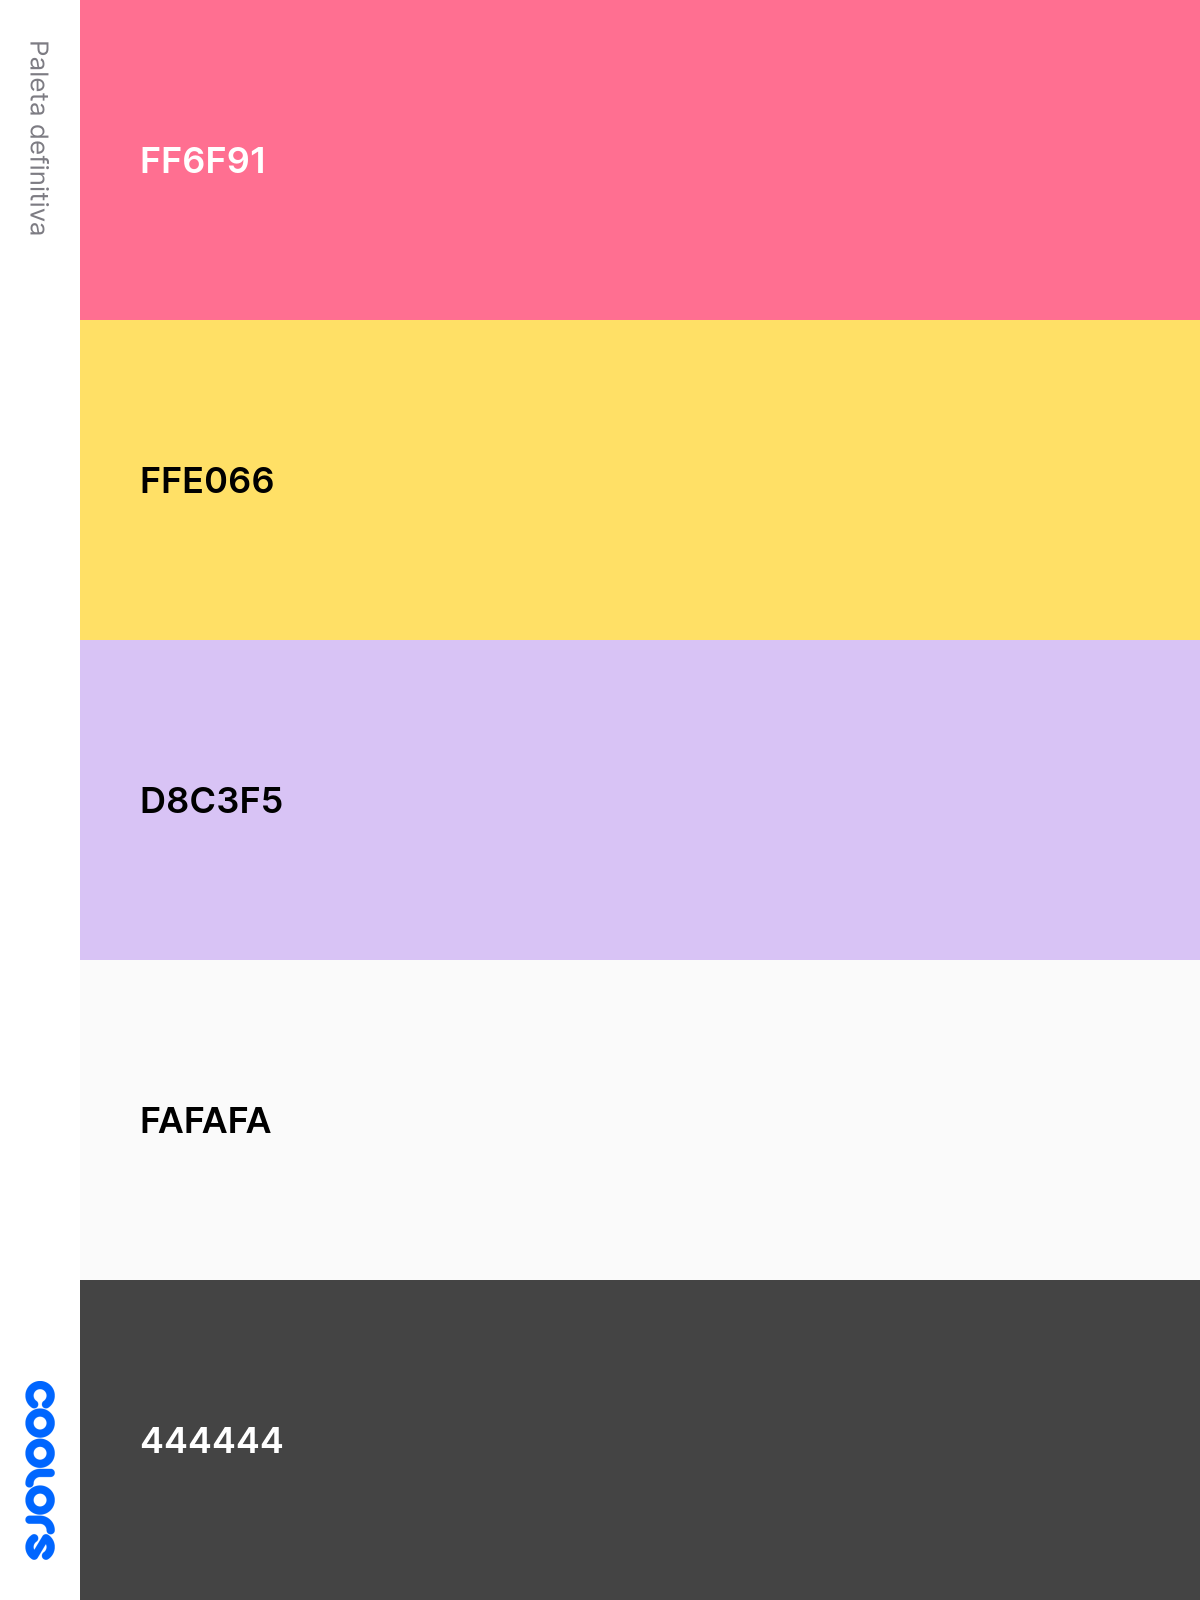 Paleta definitiva
FF6F91
FFE066
D8C3F5
FAFAFA
444444
coolors